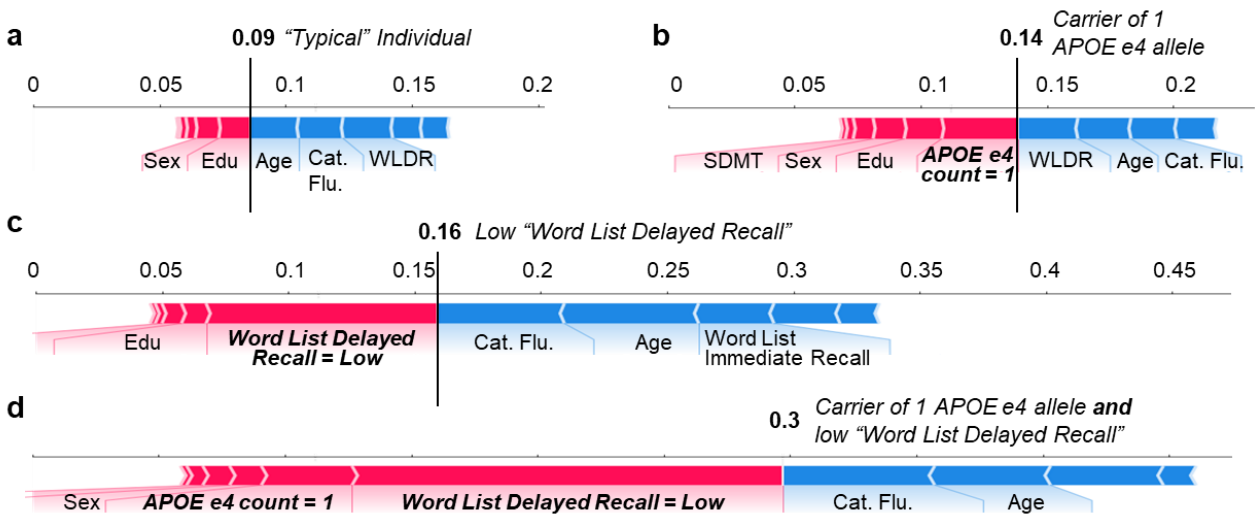 a
0.09 "Typical" Individual
0 0.05 0.1 0.15 0.2
Sex Edu Age Cat. Flu. WLDR
b
0.14 Carrier of 1
APOE e4 allele
0 0.05 0.1 0.15 0.2
SDMT Sex Edu APOE e4 count = 1 WLDR Age Cat. Flu.
c
0.16 Low "Word List Delayed Recall"
0 0.05 0.1 0.15 0.2 0.25 0.3 0.35 0.4 0.45
Edu Word List Delayed Recall = Low Cat. Flu. Age Word List Immediate Recall
d
0.3 Carrier of 1 APOE e4 allele and
low "Word List Delayed Recall"
Sex APOE e4 count = 1 Word List Delayed Recall = Low Cat. Flu. Age